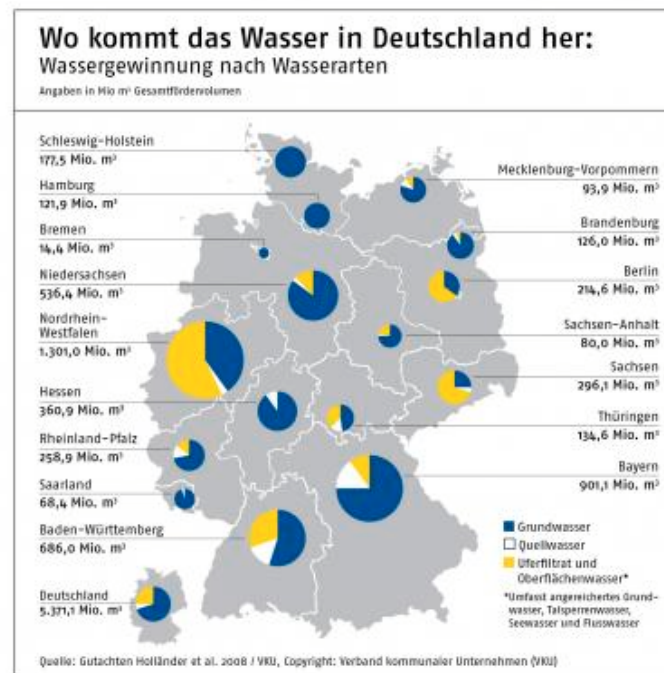 Wo kommt das Wasser in Deutschland her:
Wassergewinnung nach Wasserarten
Angaben in Mio m³ Gesamtfördervolumen
Schleswig-Holstein
177,5 Mio. m³
Hamburg
121,9 Mio. m³
Bremen
14,4 Mio. m³
Niedersachsen
536,4 Mio. m³
Nordrhein-
Westfalen
1.301,0 Mio. m³
Hessen
360,9 Mio. m³
Rheinland-Pfalz
258,9 Mio. m³
Saarland
68,4 Mio. m³
Baden-Württemberg
686,0 Mio. m³
Deutschland
5.371,1 Mio. m³
Mecklenburg-Vorpommern
93,9 Mio. m³
Brandenburg
126,0 Mio. m³
Berlin
214,6 Mio. m³
Sachsen-Anhalt
80,0 Mio. m³
Sachsen
296,1 Mio. m³
Thüringen
134,6 Mio. m³
Bayern
901,1 Mio. m³
Grundwasser
Quellwasser
Uferfiltrat und
Oberflächenwasser*
*Umfasst angereichertes Grund-
wasser, Talsperrenwasser,
Seewasser und Flusswasser
Quelle: Gutachten Holländer et al. 2008 / VKU, Copyright: Verband kommunaler Unternehmen (VKU)